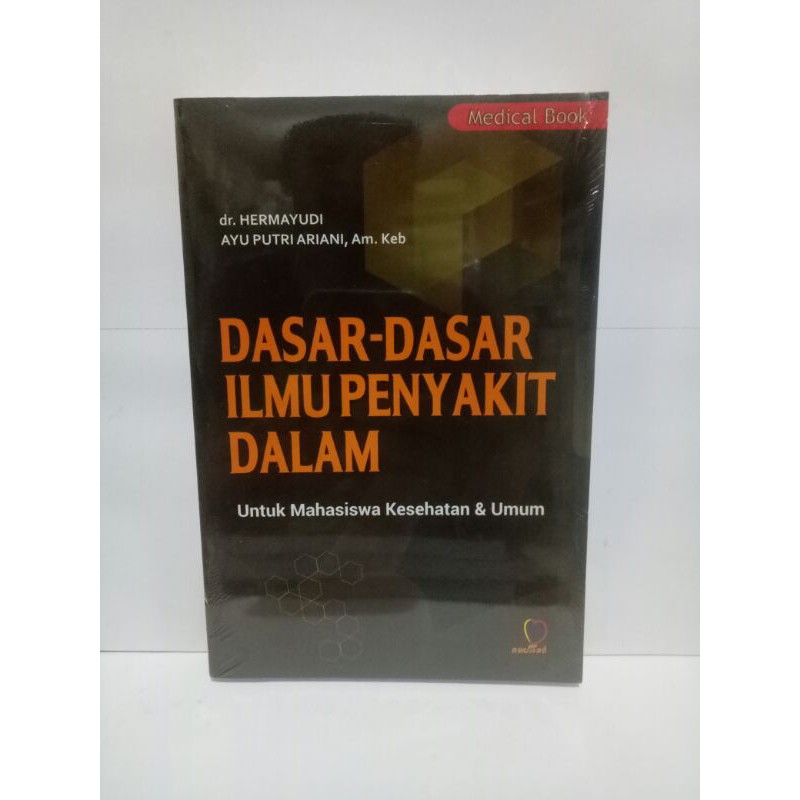 Medical Book
dr. HERMAYUDI
AYU PUTRI ARIANI, Am. Keb
DASAR-DASAR
ILMU PENYAKIT
DALAM
Untuk Mahasiswa Kesehatan & Umum